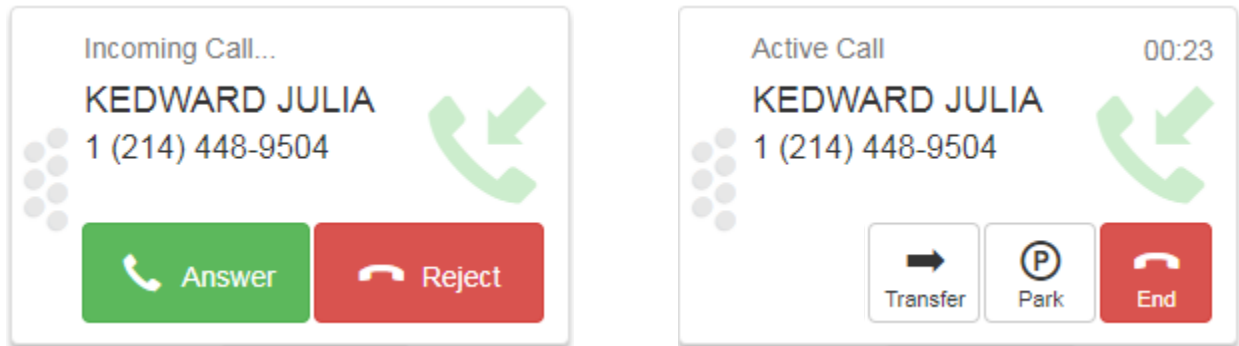 Incoming Call...
KEDWARD JULIA
1 (214) 448-9504
Answer
Reject
Active Call
00:23
KEDWARD JULIA
1 (214) 448-9504
P
Transfer
Park
End